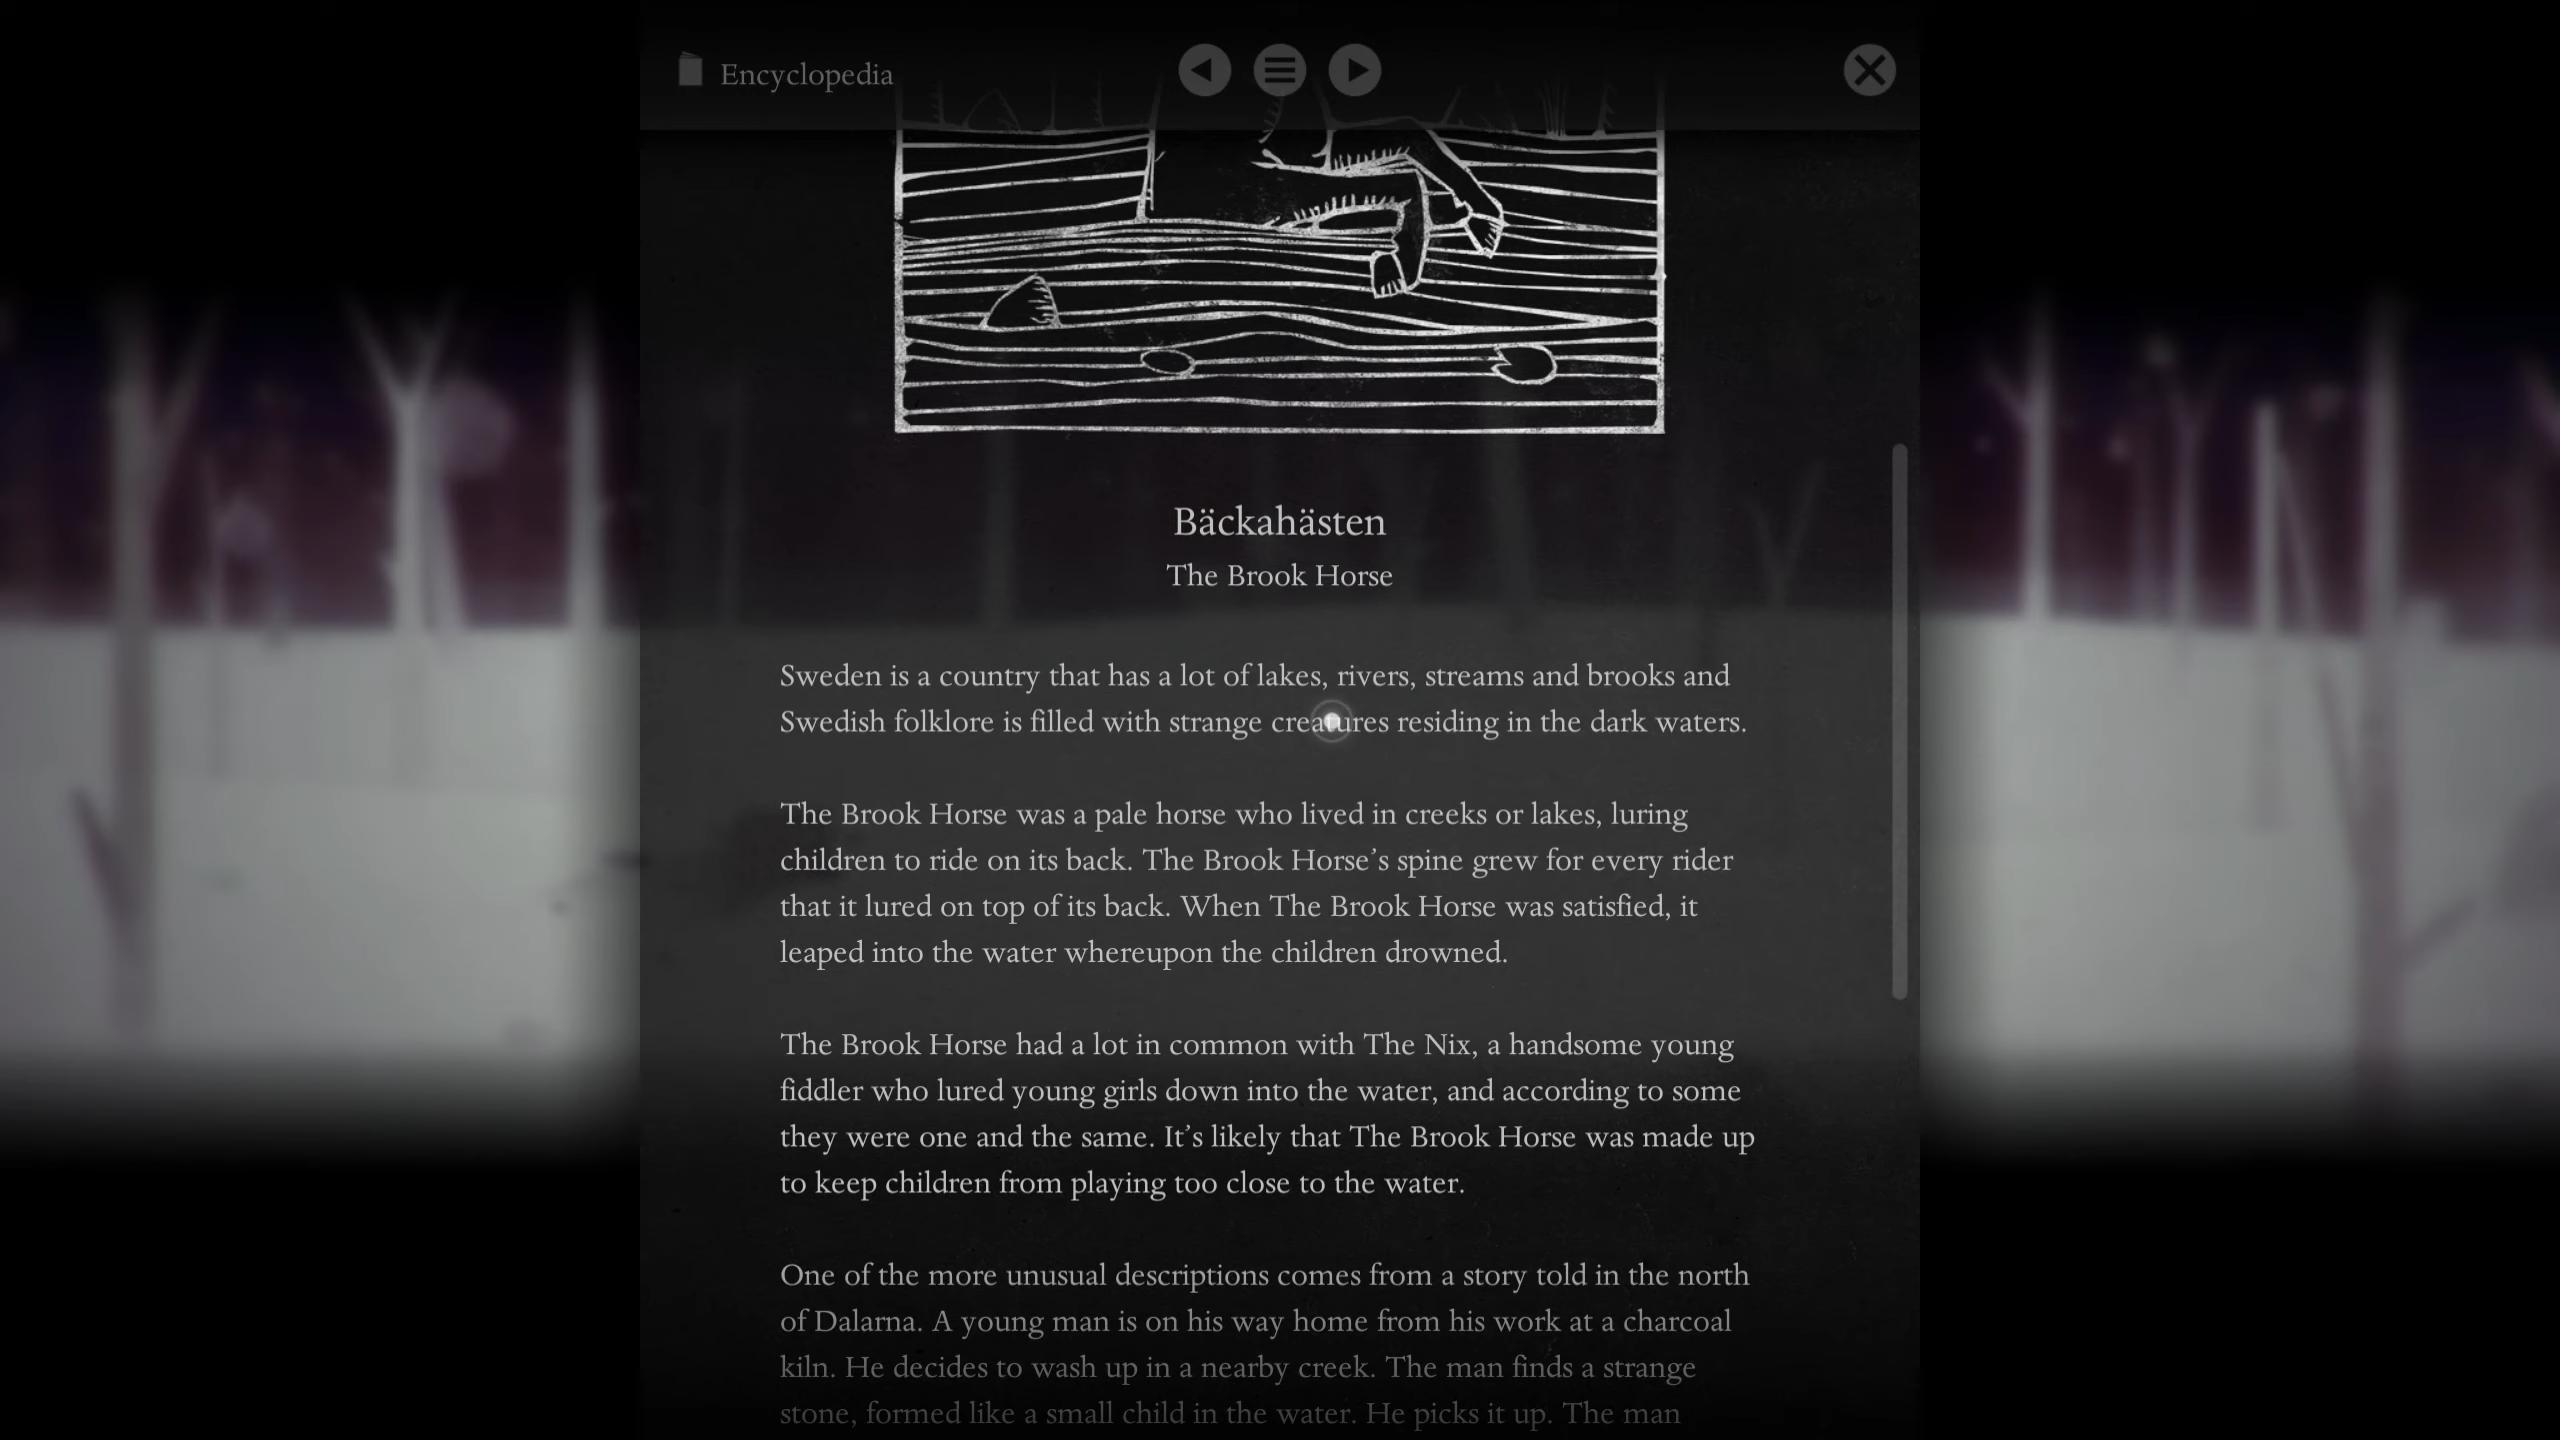 Encyclopedia
Bäckahästen
The Brook Horse
Sweden is a country that has a lot of lakes, rivers, streams and brooks and
Swedish folklore is filled with strange creatures residing in the dark waters.
The Brook Horse was a pale horse who lived in creeks or lakes, luring
children to ride on its back. The Brook Horse’s spine grew for every rider
that it lured on top of its back. When The Brook Horse was satisfied, it
leaped into the water whereupon the children drowned.
The Brook Horse had a lot in common with The Nix, a handsome young
fiddler who lured young girls down into the water, and according to some
they were one and the same. It’s likely that The Brook Horse was made up
to keep children from playing too close to the water.
One of the more unusual descriptions comes from a story told in the north
of Dalarna. A young man is on his way home from his work at a charcoal
kiln. He decides to wash up in a nearby creek. The man finds a strange
stone, formed like a small child in the water. He picks it up. The man